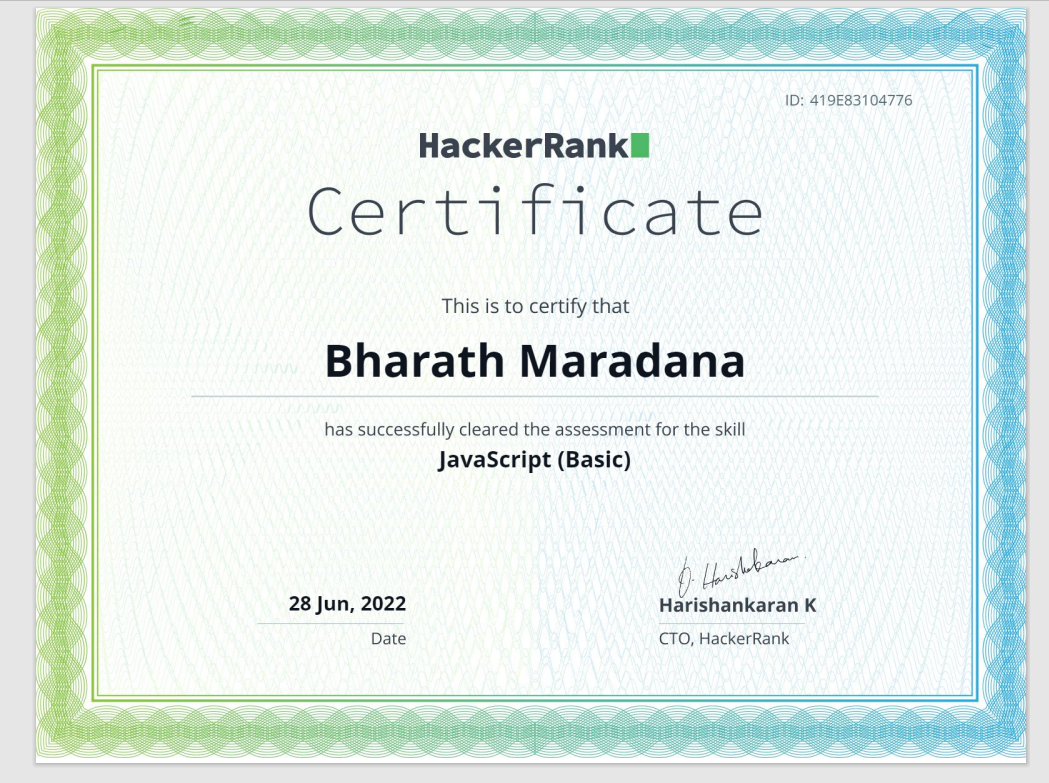 ID: 419E83104776
HackerRank
Certificate
This is to certify that
Bharath Maradana
has successfully cleared the assessment for the skill
JavaScript (Basic)
28 Jun, 2022
Date
Harishankaran K
CTO, HackerRank